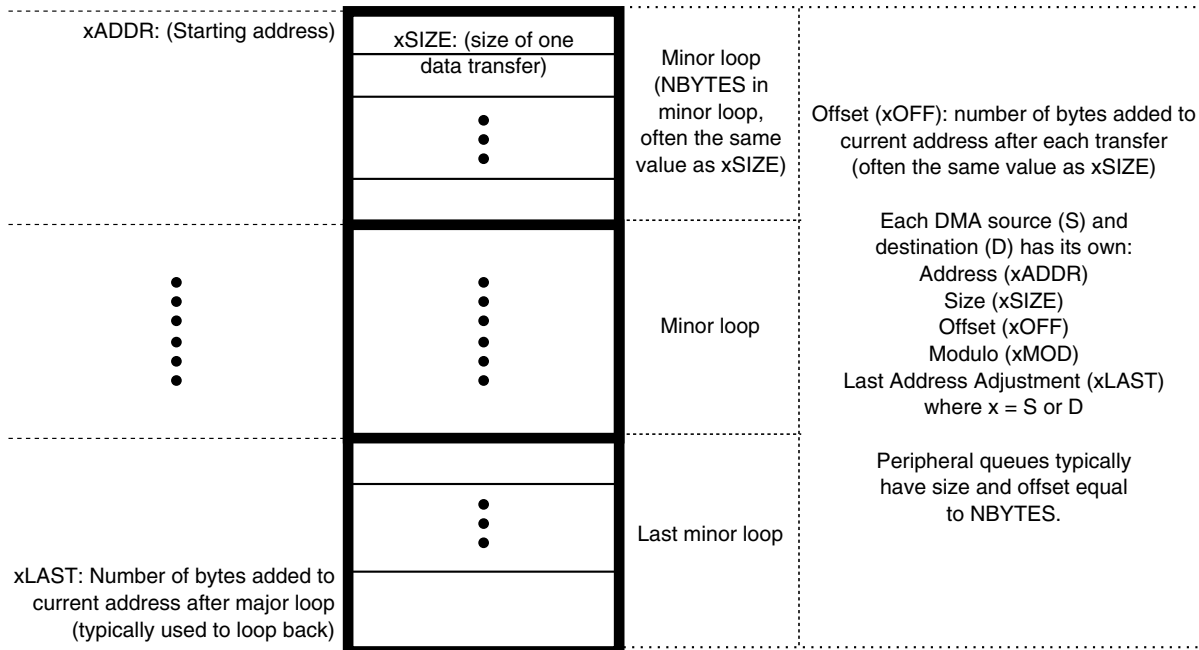 xADDR: (Starting address)
xSIZE: (size of one
data transfer)
Minor loop
(NBYTES in
minor loop,
often the same
value as xSIZE)
Offset (xOFF): number of bytes added to
current address after each transfer
(often the same value as xSIZE)
Each DMA source (S) and
destination (D) has its own:
Address (xADDR)
Size (xSIZE)
Offset (xOFF)
Modulo (xMOD)
Last Address Adjustment (xLAST)
where x = S or D
Peripheral queues typically
have size and offset equal
to NBYTES.
Minor loop
Last minor loop
xLAST: Number of bytes added to
current address after major loop
(typically used to loop back)